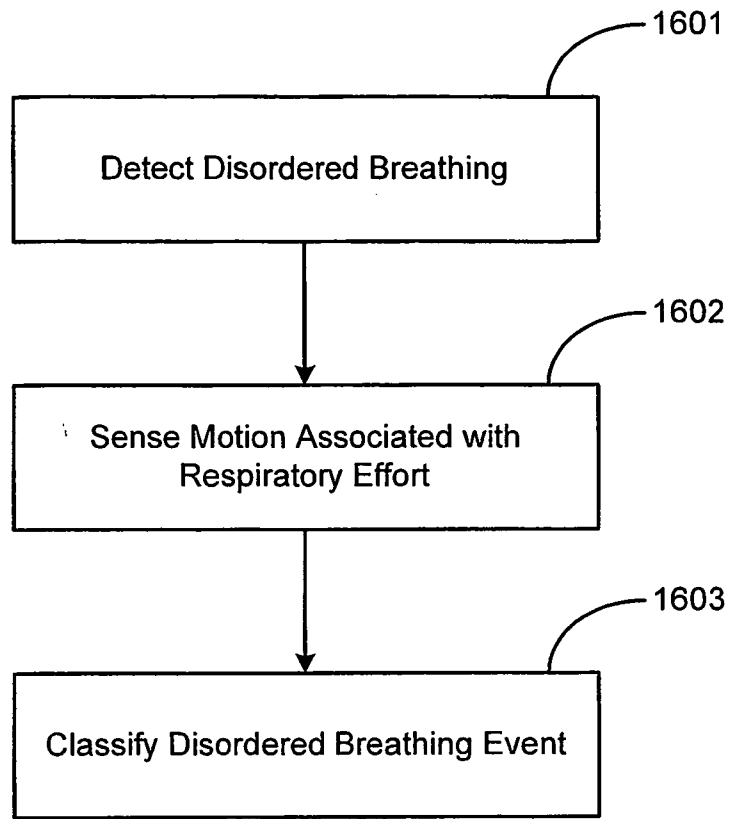 1601
Detect Disordered Breathing
1602
Sense Motion Associated with
Respiratory Effort
1603
Classify Disordered Breathing Event